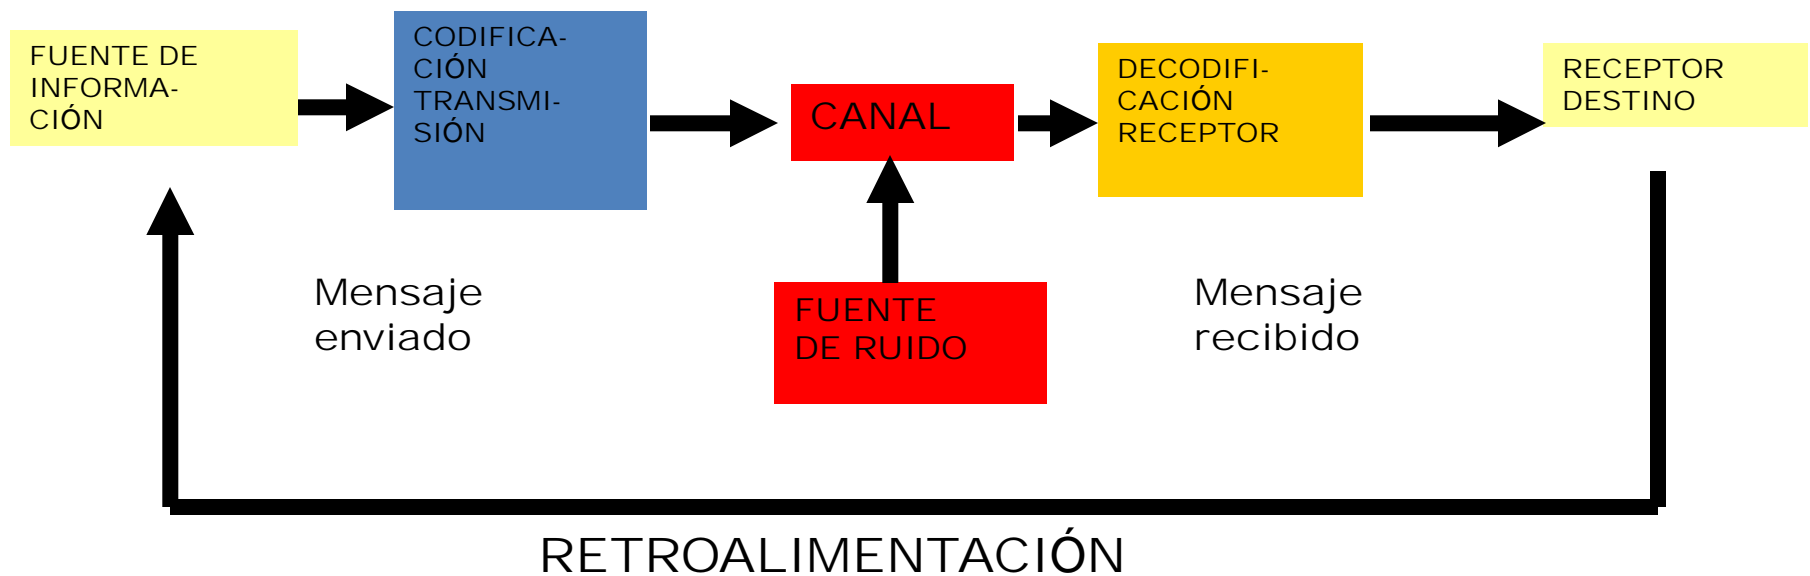 FUENTE DE
INFORMA-
CIÓN
CODIFICA-
CIÓN
TRANSMI-
SIÓN
CANAL
DECODIFI-
CACIÓN
RECEPTOR
RECEPTOR
DESTINO
Mensaje
enviado
FUENTE
DE RUIDO
Mensaje
recibido
RETROALIMENTACIÓN